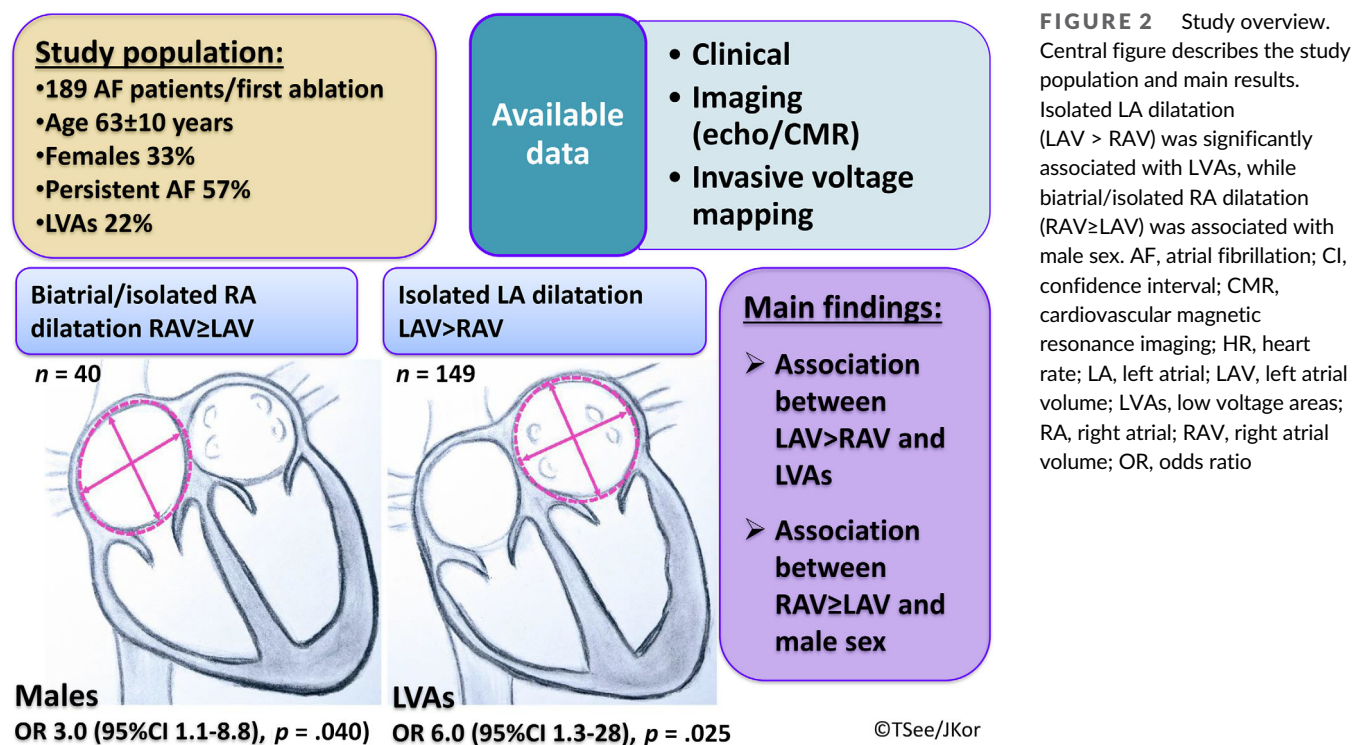 Study population:
•189 AF patients/first ablation
•Age 63±10 years
•Females 33%
•Persistent AF 57%
•LVAs 22%
Available
data
• Clinical
• Imaging
(echo/CMR)
• Invasive voltage
mapping
Biatrial/isolated RA
dilatation RAV≥LAV
n = 40
Males
OR 3.0 (95%CI 1.1-8.8), p = .040)
Isolated LA dilatation
LAV>RAV
n = 149
LVAs
OR 6.0 (95%CI 1.3-28), p = .025
Main findings:
➢ Association
between
LAV>RAV and
LVAs
➢ Association
between
RAV≥LAV and
male sex
©TSee/JKor
FIGURE 2 Study overview.
Central figure describes the study
population and main results.
Isolated LA dilatation
(LAV > RAV) was significantly
associated with LVAs, while
biatrial/isolated RA dilatation
(RAV≥LAV) was associated with
male sex. AF, atrial fibrillation; CI,
confidence interval; CMR,
cardiovascular magnetic
resonance imaging; HR, heart
rate; LA, left atrial; LAV, left atrial
volume; LVAs, low voltage areas;
RA, right atrial; RAV, right atrial
volume; OR, odds ratio